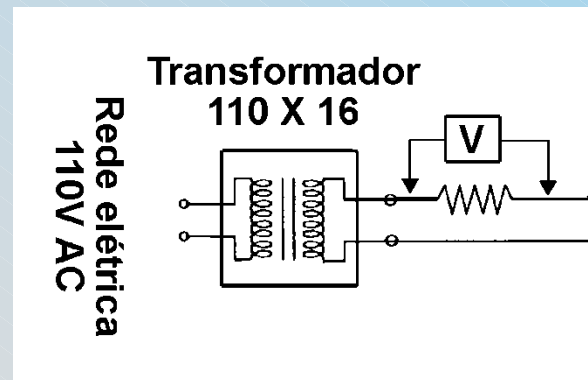 Transformador
110 X 16
Rede elétrica
110V AC
V